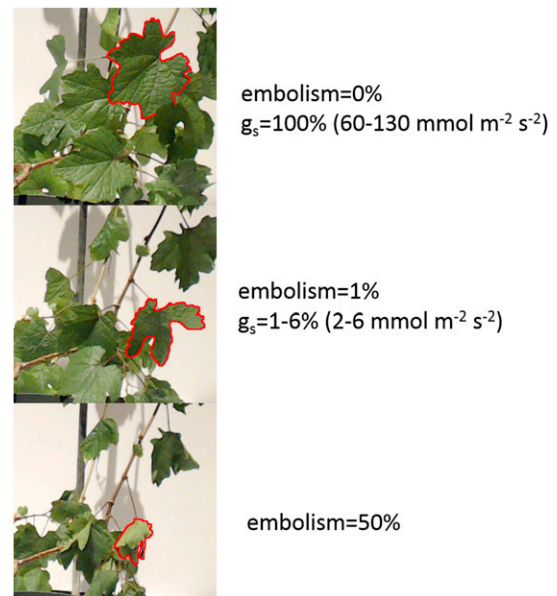 embolism=0%
gs=100% (60-130 mmol m-2 s-2)
embolism=1%
gs=1-6% (2-6 mmol m-2 s-2)
embolism=50%